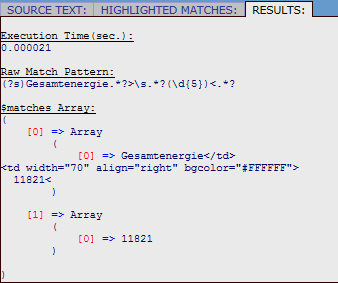 SOURCE TEXT: HIGHLIGHTED MATCHES: RESULTS:
Execution Time(sec.):
0.000021
Raw Match Pattern:
(?s)Gesamtenergie.*?>\s.*?(\d{5})<.*?
$matches Array:
(
[0] => Array
(
[0] => Gesamtenergie</td>
<td width="70" align="right" bgcolor="#FFFFFF">
11821<
)
[1] => Array
(
[0] => 11821
)
)